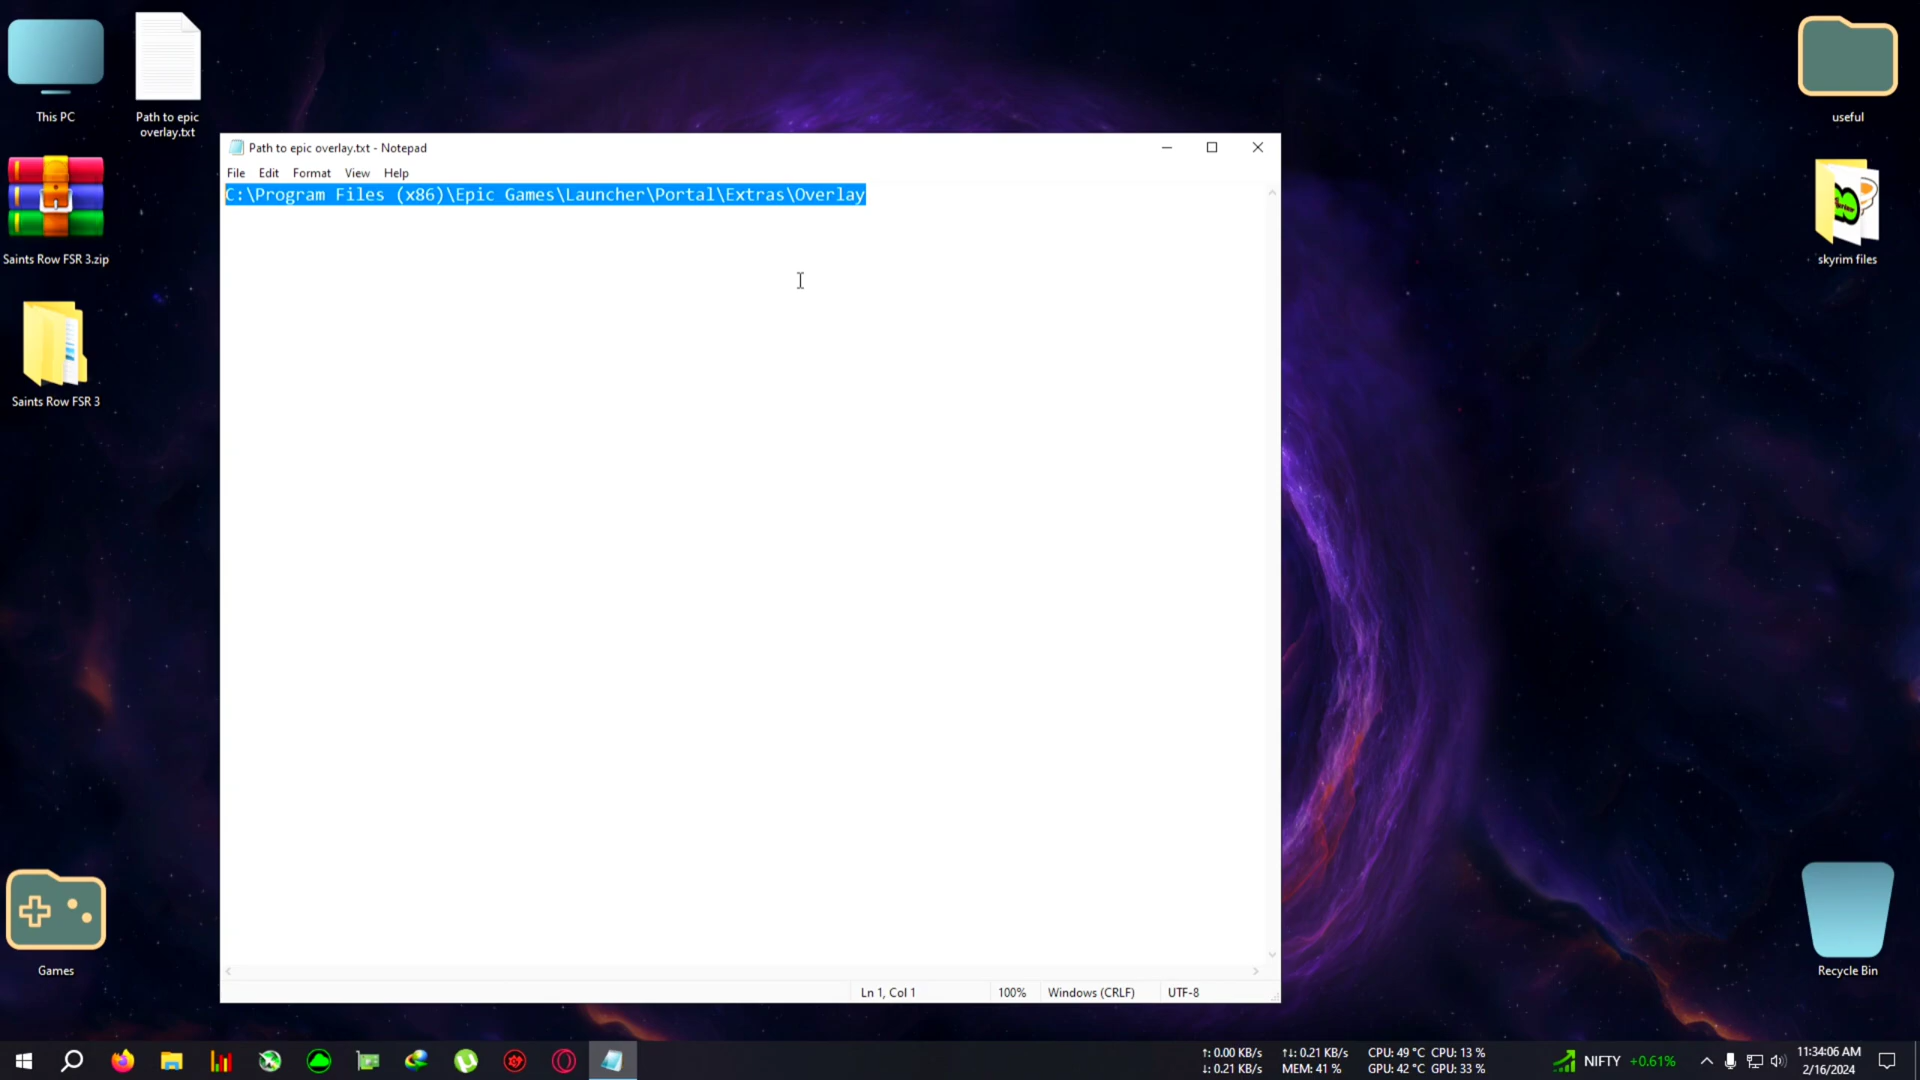 This PC
Path to epic
overlay.txt
Saints Row FSR 3.zip
Saints Row FSR 3
Games
useful
skyrim files
Recycle Bin
Path to epic overlay.txt - Notepad
File Edit Format View Help
C:\Program Files (x86)\Epic Games\Launcher\Portal\Extras\Overlay
Ln 1, Col 1 100% Windows (CRLF) UTF-8
↑: 0.00 KB/s ↑↓: 0.21 KB/s CPU: 49 °C CPU: 13 %
↓: 0.21 KB/s MEM: 41 % GPU: 42 °C GPU: 33 %
NIFTY +0.61%
11:34:06 AM
2/16/2024